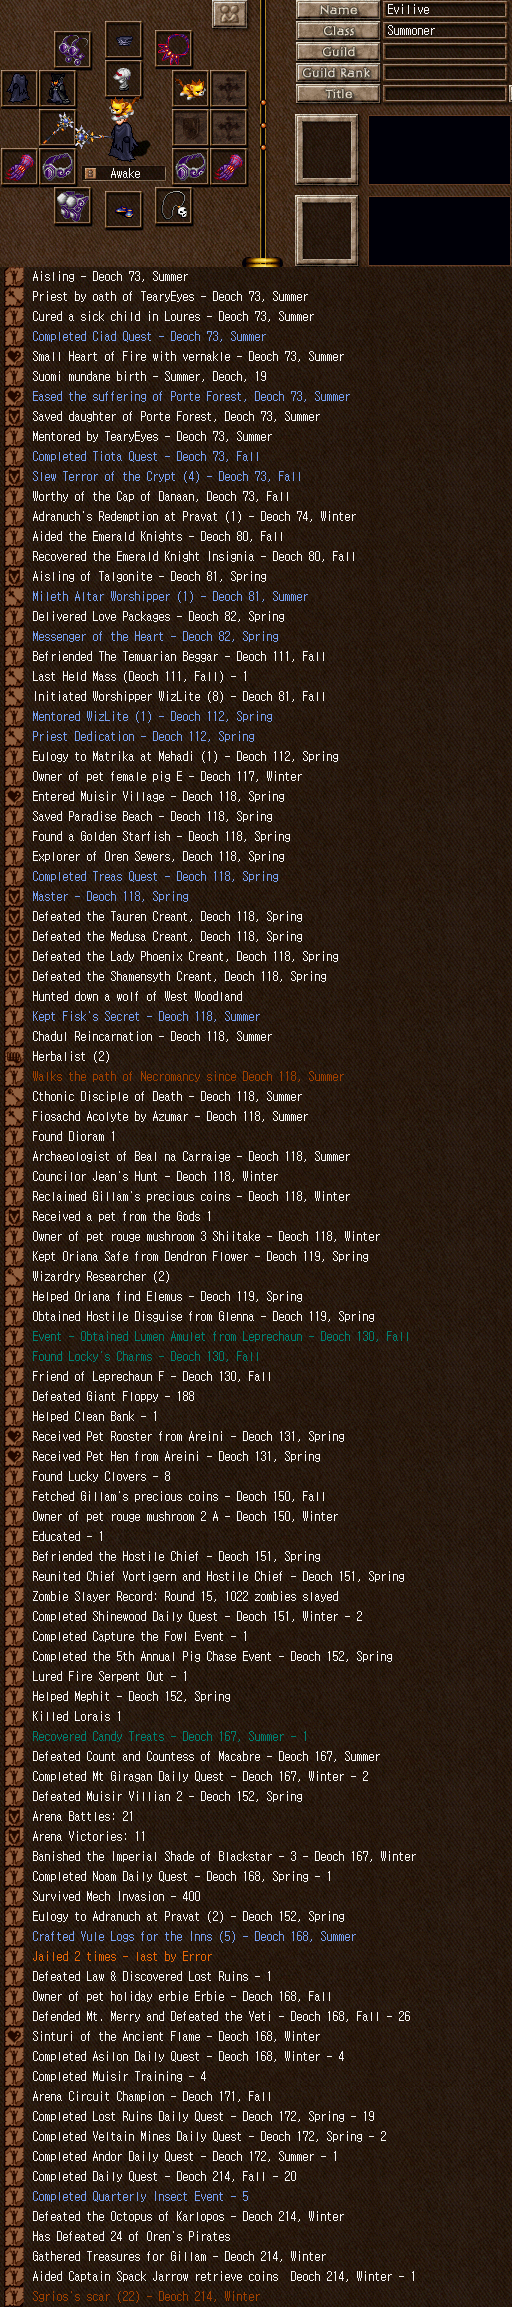 Name Evilive
Class Summoner
Guild
Guild Rank
Title
Awake
Aisling - Deoch 73, Summer
Priest by oath of TearyEyes - Deoch 73, Summer
Cured a sick child in Loures - Deoch 73, Summer
Completed Ciad Quest - Deoch 73, Summer
Small Heart of Fire with vernakle - Deoch 73, Summer
Suomi mundane birth - Summer, Deoch, 19
Eased the suffering of Porte Forest, Deoch 73, Summer
Saved daughter of Porte Forest, Deoch 73, Summer
Mentored by TearyEyes - Deoch 73, Summer
Completed Tiota Quest - Deoch 73, Fall
Slew Terror of the Crypt (4) - Deoch 73, Fall
Worthy of the Cap of Danaan, Deoch 73, Fall
Adranuch's Redemption at Pravat (1) - Deoch 74, Winter
Aided the Emerald Knights - Deoch 80, Fall
Recovered the Emerald Knight Insignia - Deoch 80, Fall
Aisling of Talgonite - Deoch 81, Spring
Mileth Altar Worshipper (1) - Deoch 81, Summer
Delivered Love Packages - Deoch 82, Spring
Messenger of the Heart - Deoch 82, Spring
Befriended The Temuarian Beggar - Deoch 111, Fall
Last Held Mass (Deoch 111, Fall) - 1
Initiated Worshipper WizLite (8) - Deoch 81, Fall
Mentored WizLite (1) - Deoch 112, Spring
Priest Dedication - Deoch 112, Spring
Eulogy to Matrika at Mehadi (1) - Deoch 112, Spring
Owner of pet female pig E - Deoch 117, Winter
Entered Muisir Village - Deoch 118, Spring
Saved Paradise Beach - Deoch 118, Spring
Found a Golden Starfish - Deoch 118, Spring
Explorer of Oren Sewers, Deoch 118, Spring
Completed Treas Quest - Deoch 118, Spring
Master - Deoch 118, Spring
Defeated the Tauren Creant, Deoch 118, Spring
Defeated the Medusa Creant, Deoch 118, Spring
Defeated the Lady Phoenix Creant, Deoch 118, Spring
Defeated the Shamensyth Creant, Deoch 118, Spring
Hunted down a wolf of West Woodland
Kept Fisk's Secret - Deoch 118, Summer
Chadul Reincarnation - Deoch 118, Summer
Herbalist (2)
Walks the path of Necromancy since Deoch 118, Summer
Cthonic Disciple of Death - Deoch 118, Summer
Fiosachd Acolyte by Azumar - Deoch 118, Summer
Found Dioram 1
Archaeologist of Beal na Carraige - Deoch 118, Summer
Councilor Jean's Hunt - Deoch 118, Winter
Reclaimed Gillam's precious coins - Deoch 118, Winter
Received a pet from the Gods 1
Owner of pet rouge mushroom 3 Shiitake - Deoch 118, Winter
Kept Oriana Safe from Dendron Flower - Deoch 119, Spring
Wizardry Researcher (2)
Helped Oriana find Elemus - Deoch 119, Spring
Obtained Hostile Disguise from Glenna - Deoch 119, Spring
Event - Obtained Lumen Amulet from Leprechaun - Deoch 130, Fall
Found Locky's Charms - Deoch 130, Fall
Friend of Leprechaun F - Deoch 130, Fall
Defeated Giant Floppy - 188
Helped Clean Bank - 1
Received Pet Rooster from Areini - Deoch 131, Spring
Received Pet Hen from Areini - Deoch 131, Spring
Found Lucky Clovers - 8
Fetched Gillam's precious coins - Deoch 150, Fall
Owner of pet rouge mushroom 2 A - Deoch 150, Winter
Educated - 1
Befriended the Hostile Chief - Deoch 151, Spring
Reunited Chief Vortigern and Hostile Chief - Deoch 151, Spring
Zombie Slayer Record: Round 15, 1022 zombies slayed
Completed Shinewood Daily Quest - Deoch 151, Winter - 2
Completed Capture the Fowl Event - 1
Completed the 5th Annual Pig Chase Event - Deoch 152, Spring
Lured Fire Serpent Out - 1
Helped Mephit - Deoch 152, Spring
Killed Lorais 1
Recovered Candy Treats - Deoch 167, Summer - 1
Defeated Count and Countess of Macabre - Deoch 167, Summer
Completed Mt Giragan Daily Quest - Deoch 167, Winter - 2
Defeated Muisir Villian 2 - Deoch 152, Spring
Arena Battles: 21
Arena Victories: 11
Banished the Imperial Shade of Blackstar - 3 - Deoch 167, Winter
Completed Noam Daily Quest - Deoch 168, Spring - 1
Survived Mech Invasion - 400
Eulogy to Adranuch at Pravat (2) - Deoch 152, Spring
Crafted Yule Logs for the Inns (5) - Deoch 168, Summer
Jailed 2 times - last by Error
Defeated Law & Discovered Lost Ruins - 1
Owner of pet holiday erbie Erbie - Deoch 168, Fall
Defended Mt. Merry and Defeated the Yeti - Deoch 168, Fall - 26
Sinturi of the Ancient Flame - Deoch 168, Winter
Completed Asilon Daily Quest - Deoch 168, Winter - 4
Completed Muisir Training - 4
Arena Circuit Champion - Deoch 171, Fall
Completed Lost Ruins Daily Quest - Deoch 172, Spring - 19
Completed Veltain Mines Daily Quest - Deoch 172, Spring - 2
Completed Andor Daily Quest - Deoch 172, Summer - 1
Completed Daily Quest - Deoch 214, Fall - 20
Completed Quarterly Insect Event - 5
Defeated the Octopus of Karlopos - Deoch 214, Winter
Has Defeated 24 of Oren's Pirates
Gathered Treasures for Gillam - Deoch 214, Winter
Aided Captain Spack Jarrow retrieve coins  Deoch 214, Winter - 1
Sgrios's scar (22) - Deoch 214, Winter